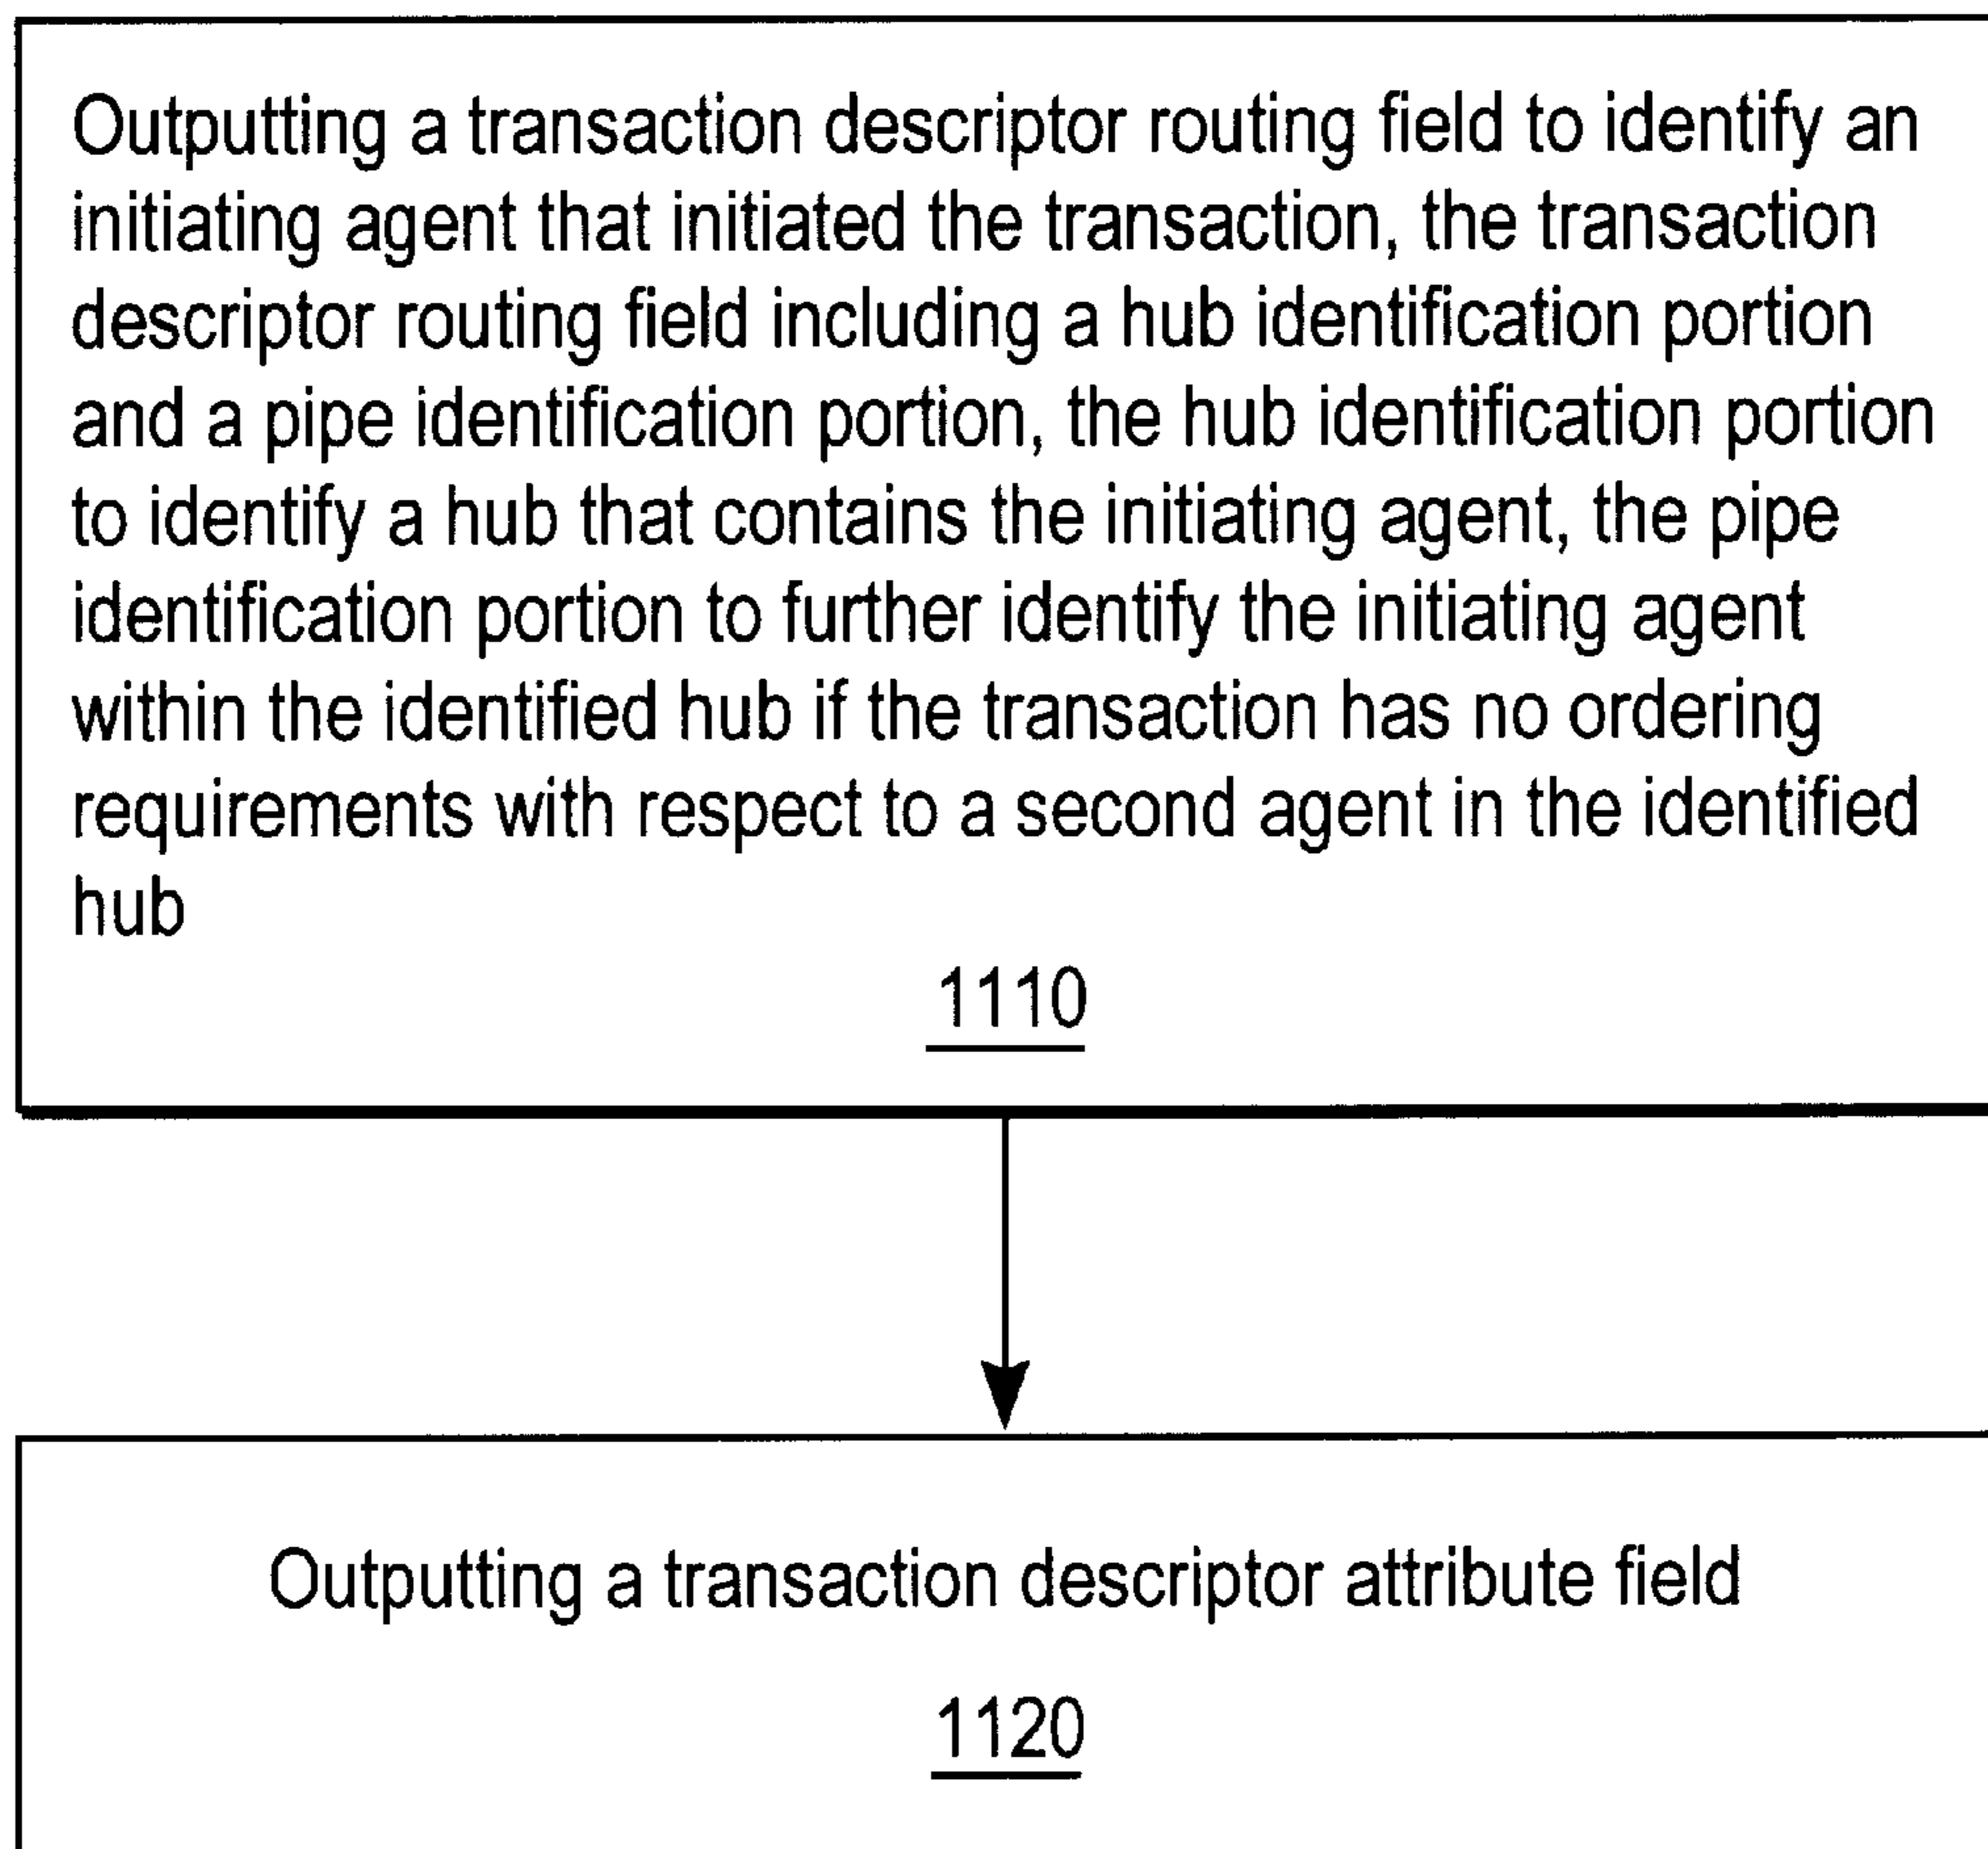 Outputting a transaction descriptor routing field to identify an
initiating agent that initiated the transaction, the transaction
descriptor routing field including a hub identification portion
and a pipe identification portion, the hub identification portion
to identify a hub that contains the initiating agent, the pipe
identification portion to further identify the initiating agent
within the identified hub if the transaction has no ordering
requirements with respect to a second agent in the identified
hub
1110
Outputting a transaction descriptor attribute field
1120